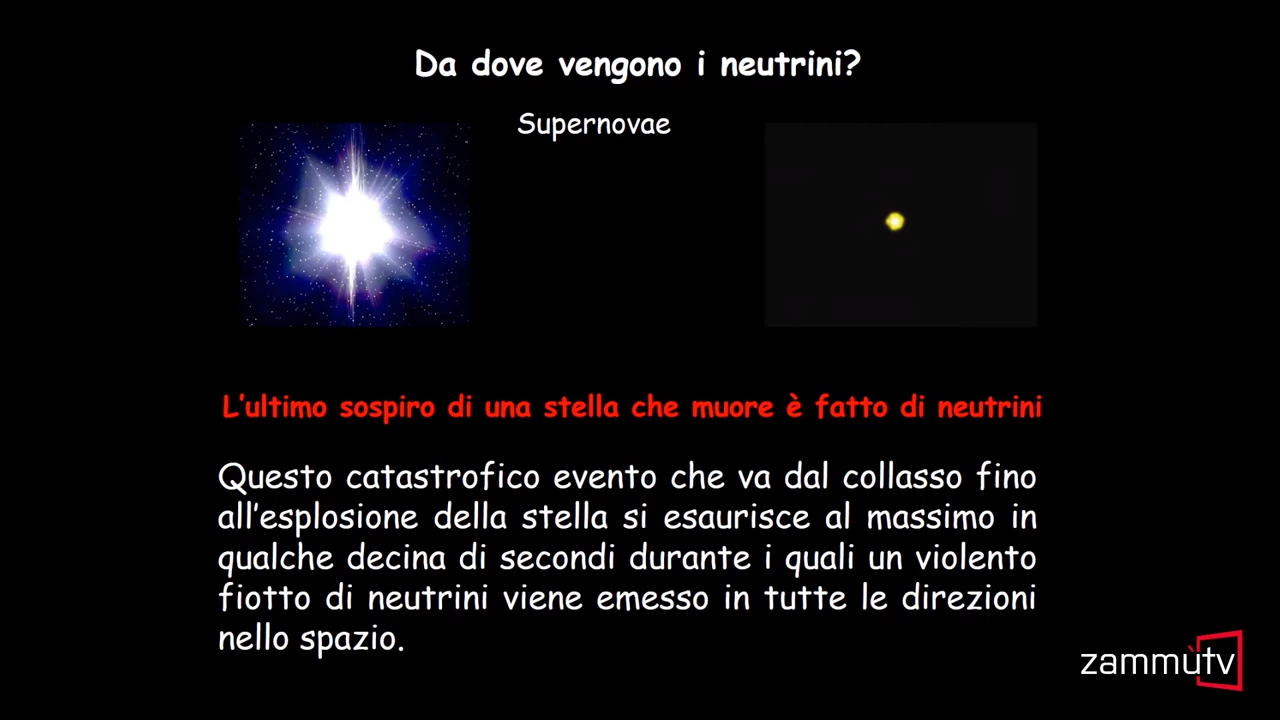 Da dove vengono i neutrini?
Supernovae
L'ultimo sospiro di una stella che muore è fatto di neutrini
Questo catastrofico evento che va dal collasso fino
all'esplosione della stella si esaurisce al massimo in
qualche decina di secondi durante i quali un violento
fiotto di neutrini viene emesso in tutte le direzioni
nello spazio.
zammùtv